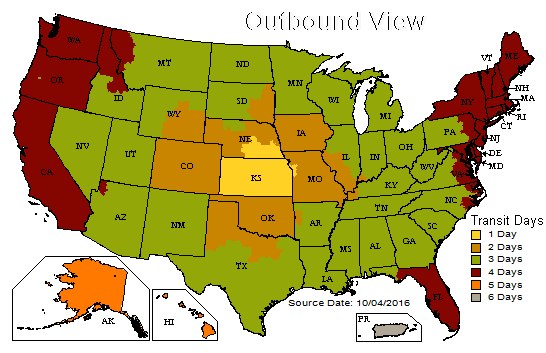 Outbound View
WA
OR
CA
NV
ID
MT
WY
UT
AZ
CO
NM
ND
SD
NE
KS
OK
TX
MN
IA
MO
AR
LA
WI
IL
MI
IN
OH
KY
TN
MS
AL
GA
FL
SC
NC
VA
WV
PA
NY
VT
ME
NH
MA
RI
CT
NJ
DE
MD
AK
HI
PR
Transit Days
1 Day
2 Days
3 Days
4 Days
5 Days
6 Days
Source Date: 10/04/2016